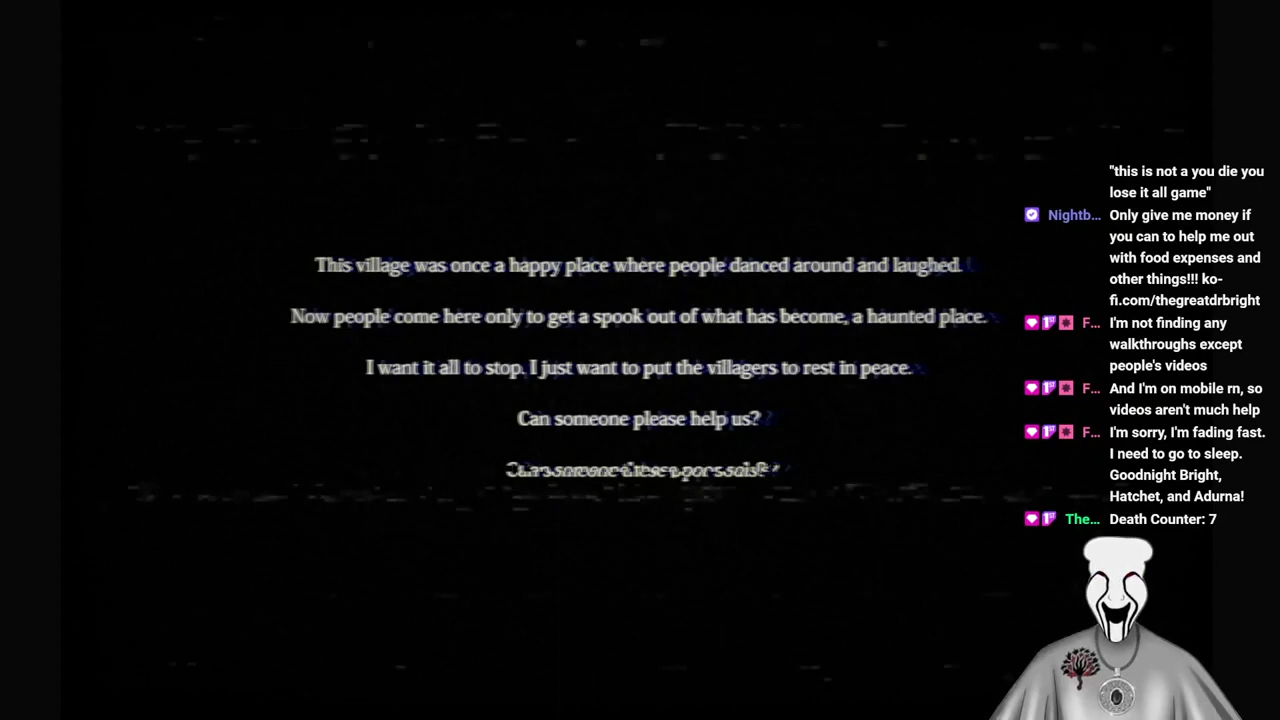 This village was once a happy place where people danced around and laughed.
Now people come here only to get a spook out of what has become, a haunted place.
I want it all to stop. I just want to put the villagers to rest in peace.
Can someone please help us?
"this is not a you die you
lose it all game"
Nightb... Only give me money if
you can to help me out
with food expenses and
other things!!! ko-
fi.com/thegreatdrbright
F... I'm not finding any
walkthroughs except
people's videos
F... And I'm on mobile rn, so
videos aren't much help
F... I'm sorry, I'm fading fast.
I need to go to sleep.
Goodnight Bright,
Hatchet, and Adurna!
The... Death Counter: 7